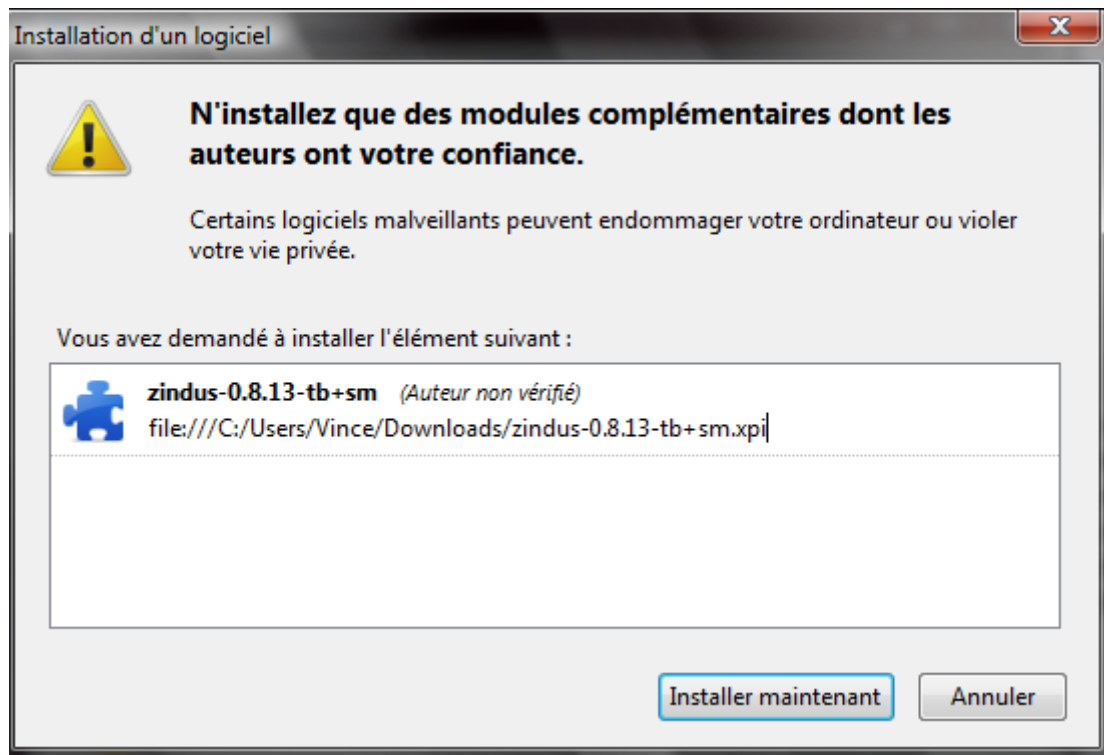 Installation d'un logiciel
N'installez que des modules complémentaires dont les
auteurs ont votre confiance.
Certains logiciels malveillants peuvent endommager votre ordinateur ou violer
votre vie privée.
Vous avez demandé à installer l'élément suivant :
zindus-0.8.13-tb+sm (Auteur non vérifié)
file:///C:/Users/Vince/Downloads/zindus-0.8.13-tb+sm.xpi
Installer maintenant Annuler